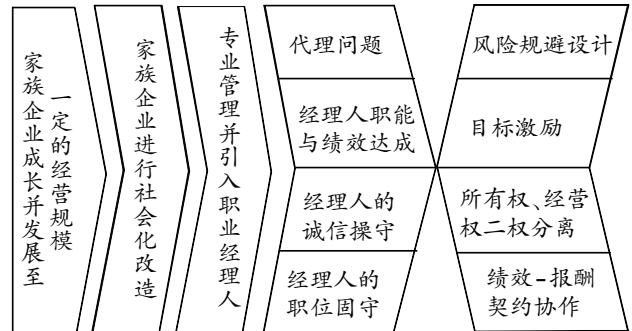 家族企业成长并发展至
一定的经营规模
家族企业进行社会化改造
专业管理并引入职业经理人
代理问题
经理人职能
与绩效达成
经理人的
诚信操守
经理人的
职位固守
风险规避设计
目标激励
所有权、经营
权二权分离
绩效-报酬
契约协作